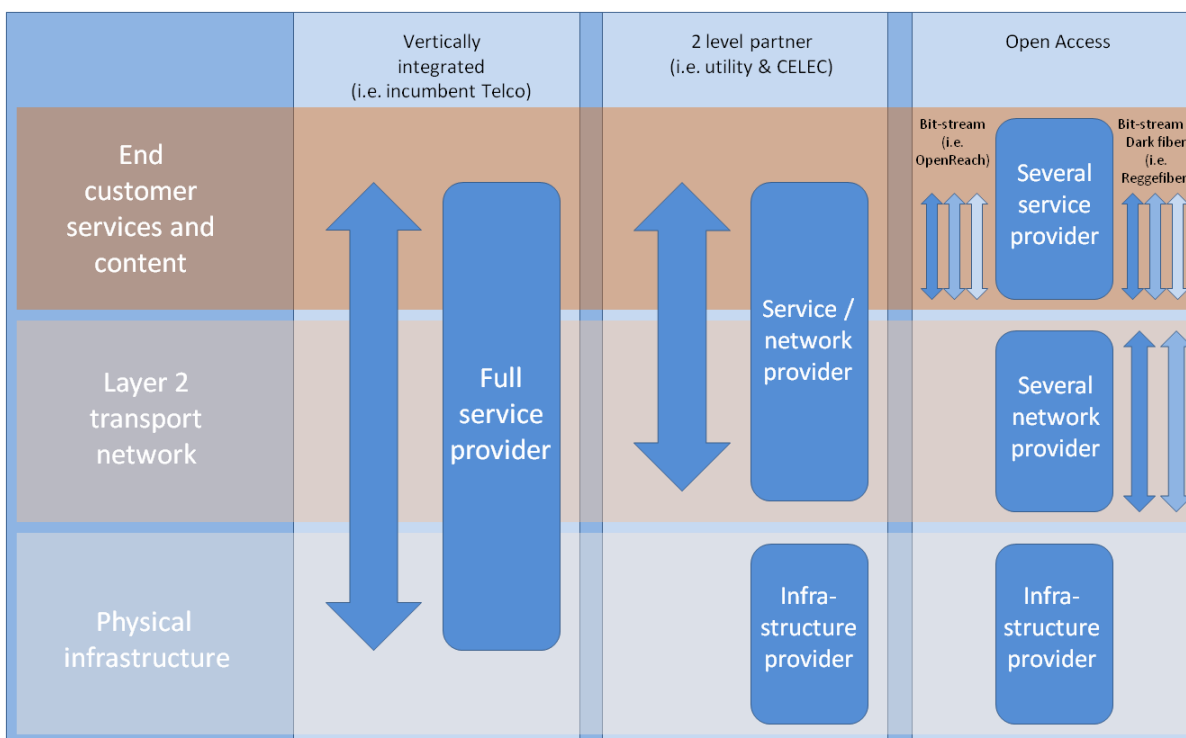 Vertically
integrated
(i.e. incumbent Telco)
2 level partner
(i.e. utility & CELEC)
Open Access
End
customer
services and
content
Bit-stream
(i.e.
OpenReach)
Several
service
provider
Bit-stream
Dark fiber
(i.e.
Reggefiber
Layer 2
transport
network
Full
service
provider
Service /
network
provider
Several
network
provider
Physical
infrastructure
Infra-
structure
provider
Infra-
structure
provider